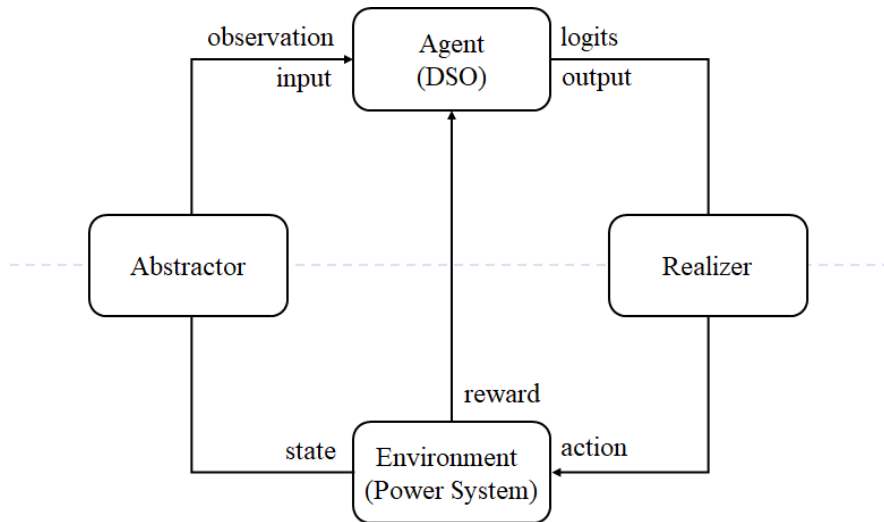 observation
input
Agent
(DSO)
logits
output
Abstractor
Realizer
reward
state
Environment
(Power System)
action